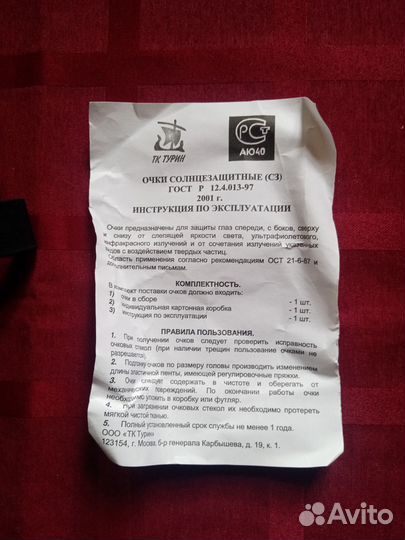 ТК ТУРИН
РСТ
АЮ40
ОЧКИ СОЛНЦЕЗАЩИТНЫЕ (СЗ)
ГОСТ Р 12.4.013-97
2001 г.
ИНСТРУКЦИЯ ПО ЭКСПЛУАТАЦИИ
Очки предназначены для защиты глаз спереди, с боков, сверху
и снизу от слепящей яркости света, ультрафиолетового,
инфракрасного излучений и от сочетания излучений указанных
видов с воздействием твердых частиц.
Область применения согласно рекомендациям ОСТ 21-6-87 и
дополнительным письмам.
КОМПЛЕКТНОСТЬ.
В комплект поставки очков должно входить:
1) очки в сборе - 1 шт.
2) индивидуальная картонная коробка - 1 шт.
3) инструкция по эксплуатации - 1 шт.
ПРАВИЛА ПОЛЬЗОВАНИЯ.
1. При получении очков следует проверить исправность
очковых стекол (при наличии трещин пользование очками не
разрешается).
2. Подгонку очков по размеру головы производить изменением
длины эластичной ленты, имеющей регулировочные пряжки.
3. Очки следует содержать в чистоте и оберегать от
механических повреждений. По окончании работы очки
необходимо уложить в коробку или футляр.
4. При загрязнении очковых стекол их необходимо протереть
мягкой чистой тканью.
5. Полный установленный срок службы не менее 1 года.
ООО «ТК Турин»
123154, г. Москва, б-р генерала Карбышева, д. 19, к. 1.
Avito